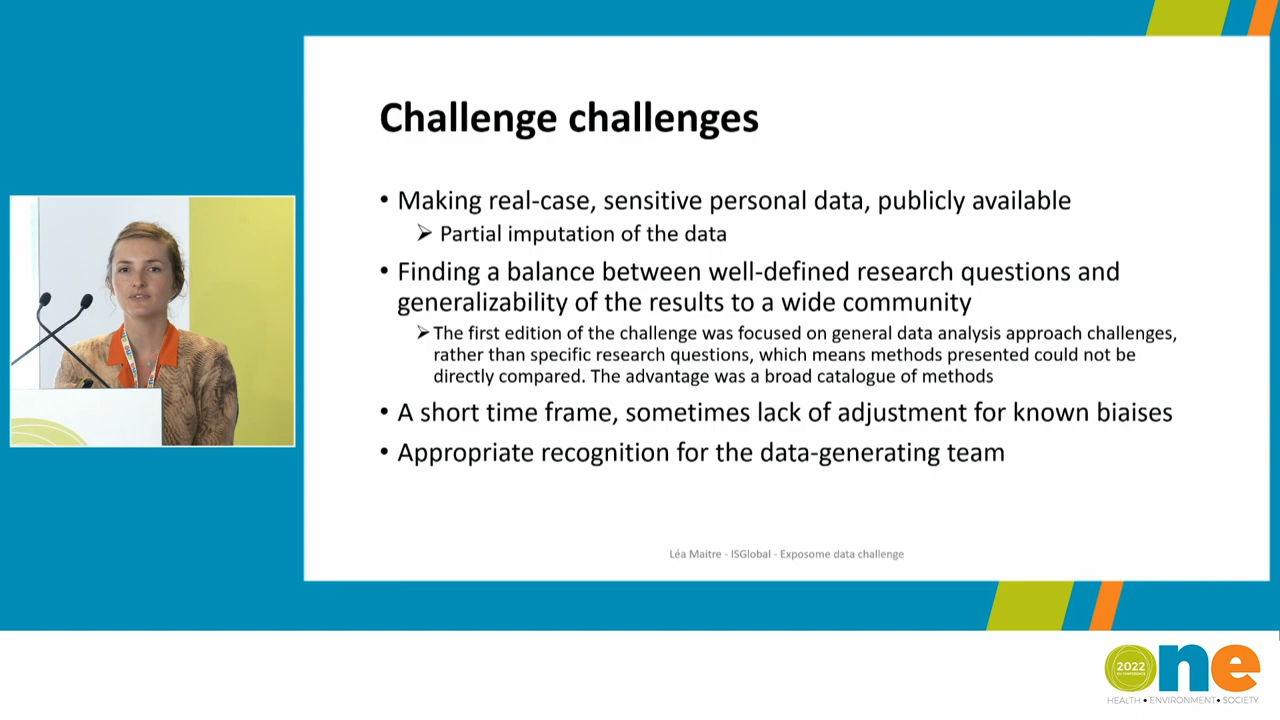 Challenge challenges
• Making real-case, sensitive personal data, publicly available
➢ Partial imputation of the data
• Finding a balance between well-defined research questions and
generalizability of the results to a wide community
➢ The first edition of the challenge was focused on general data analysis approach challenges,
rather than specific research questions, which means methods presented could not be
directly compared. The advantage was a broad catalogue of methods
• A short time frame, sometimes lack of adjustment for known biaises
• Appropriate recognition for the data-generating team
Léa Maitre - ISGlobal - Exposome data challenge
2022
EU CONFERENCE
one
HEALTH • ENVIRONMENT • SOCIETY